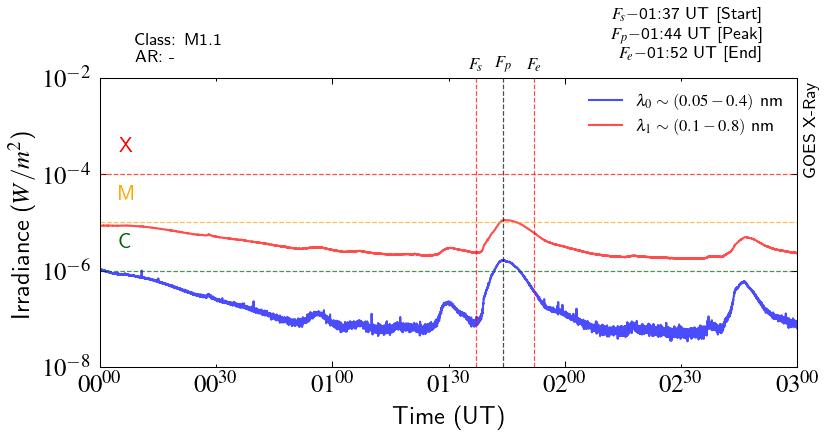 Class: M1.1
AR: -
Fs−01:37 UT [Start]
Fp−01:44 UT [Peak]
Fe−01:52 UT [End]
Fs Fp Fe
10⁻²
10⁻⁴
10⁻⁶
10⁻⁸
Irradiance (W/m²)
X
M
C
λ₀ ∼ (0.05 − 0.4) nm
λ₁ ∼ (0.1 − 0.8) nm
GOES X-Ray
00⁰⁰ 00³⁰ 01⁰⁰ 01³⁰ 02⁰⁰ 02³⁰ 03⁰⁰
Time (UT)